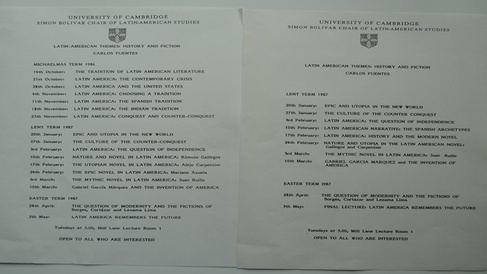 UNIVERSITY OF CAMBRIDGE
SIMON BOLIVAR CHAIR OF LATIN-AMERICAN STUDIES
LATIN-AMERICAN THEMES: HISTORY AND FICTION
CARLOS FUENTES
MICHAELMAS TERM 1986
14th October: THE TRADITION OF LATIN AMERICAN LITERATURE
21st October: LATIN AMERICA: THE CONTEMPORARY CRISIS
28th October: LATIN AMERICA AND THE UNITED STATES
4th November: LATIN AMERICA: CHOOSING A TRADITION
11th November: LATIN AMERICA: THE SPANISH TRADITION
18th November: LATIN AMERICA: THE INDIAN TRADITION
25th November: LATIN AMERICA: CONQUEST AND COUNTER-CONQUEST
LENT TERM 1987
20th January: EPIC AND UTOPIA IN THE NEW WORLD
27th January: THE CULTURE OF THE COUNTER-CONQUEST
3rd February: LATIN AMERICA: THE QUESTION OF INDEPENDENCE
10th February: NATURE AND NOVEL IN LATIN AMERICA: Rómulo Gallegos
17th February: THE UTOPIAN NOVEL IN LATIN AMERICA: Alejo Carpentier
24th February: THE EPIC NOVEL IN LATIN AMERICA: Mariano Azuela
3rd March: THE MYTHIC NOVEL IN LATIN AMERICA: Juan Rulfo
10th March: Gabriel García Márquez AND THE INVENTION OF AMERICA
EASTER TERM 1987
28th April: THE QUESTION OF MODERNITY AND THE FICTIONS OF
Borges, Cortazar and Lezama Lima
5th May: LATIN AMERICA REMEMBERS THE FUTURE
Tuesdays at 5.00, Mill Lane Lecture Room 1
OPEN TO ALL WHO ARE INTERESTED
UNIVERSITY OF CAMBRIDGE
SIMON BOLIVAR CHAIR OF LATIN-AMERICAN STUDIES
LATIN-AMERICAN THEMES: HISTORY AND FICTION
CARLOS FUENTES
LENT TERM 1987
20th January: EPIC AND UTOPIA IN THE NEW WORLD
27th January: THE CULTURE OF THE COUNTER CONQUEST
3rd February: LATIN AMERICA: THE QUESTION OF INDEPENDENCE
10th February: LATIN AMERICAN NARRATIVE: THE SPANISH ARCHETYPES
17th February: LATIN AMERICA: HISTORY AND THE MODERN NOVEL
24th February: NATURE AND UTOPIA IN THE LATIN AMERICAN NOVEL:
Gallegos and Carpentier
3rd March: THE MYTHIC NOVEL IN LATIN AMERICA: Juan Rulfo
10th March: GABRIEL GARCIA MARQUEZ AND THE INVENTION OF
AMERICA
EASTER TERM 1987
28th April: THE QUESTION OF MODERNITY AND THE FICTIONS OF
Borges, Cortazar and Lezama Lima
5th May: FINAL LECTURE: LATIN AMERICA REMEMBERS THE FUTURE
Tuesdays at 5.00, Mill Lane Lecture Room 1
OPEN TO ALL WHO ARE INTERESTED